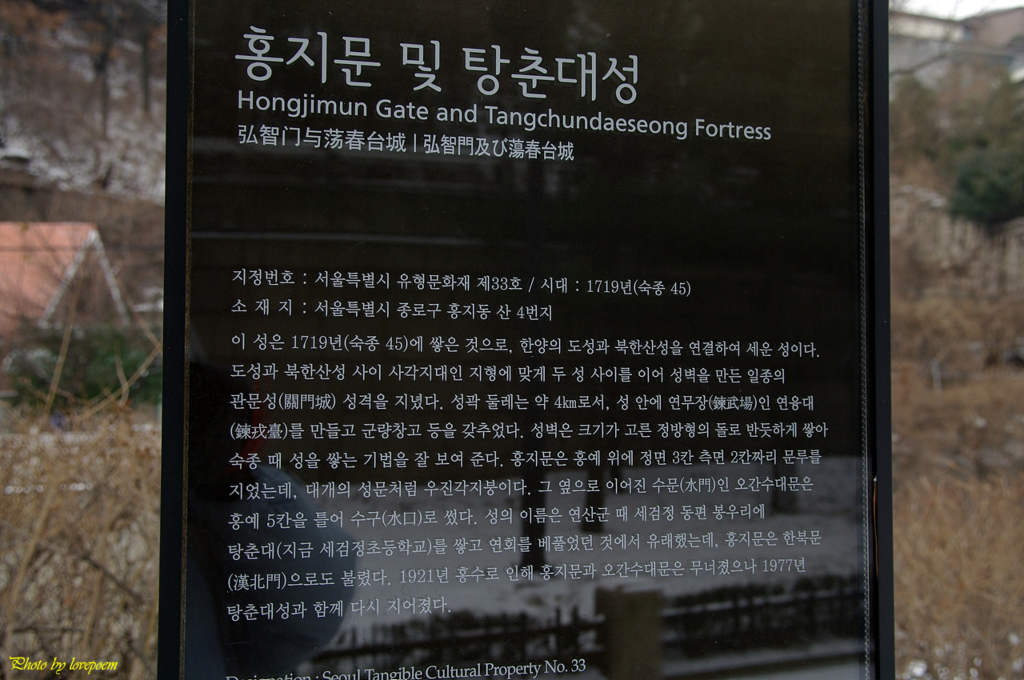 홍지문 및 탕춘대성
Hongjimun Gate and Tangchundaeseong Fortress
弘智门与荡春台城 | 弘智門及び蕩春台城
지정번호 : 서울특별시 유형문화재 제33호 / 시대 : 1719년(숙종 45)
소 재 지 : 서울특별시 종로구 홍지동 산 4번지
이 성은 1719년(숙종 45)에 쌓은 것으로, 한양의 도성과 북한산성을 연결하여 세운 성이다.
도성과 북한산성 사이 사각지대인 지형에 맞게 두 성 사이를 이어 성벽을 만든 일종의
관문성(關門城) 성격을 지녔다. 성곽 둘레는 약 4㎞로서, 성 안에 연무장(鍊武場)인 연융대
(鍊戎臺)를 만들고 군량창고 등을 갖추었다. 성벽은 크기가 고른 정방형의 돌로 반듯하게 쌓아
숙종 때 성을 쌓는 기법을 잘 보여 준다. 홍지문은 홍예 위에 정면 3칸 측면 2칸짜리 문루를
지었는데, 대개의 성문처럼 우진각지붕이다. 그 옆으로 이어진 수문(水門)인 오간수대문은
홍예 5칸을 틀어 수구(水口)로 썼다. 성의 이름은 연산군 때 세검정 동편 봉우리에
탕춘대(지금 세검정초등학교)를 쌓고 연회를 베풀었던 것에서 유래했는데, 홍지문은 한북문
(漢北門)으로도 불렸다. 1921년 홍수로 인해 홍지문과 오간수대문은 무너졌으나 1977년
탕춘대성과 함께 다시 지어졌다.
Designation : Seoul Tangible Cultural Property No. 33
Photo by lovepoem